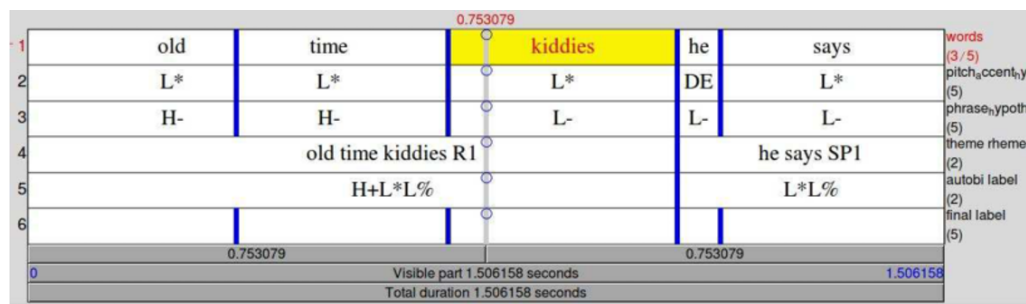 0.753079
1 old time kiddies he says words (3/5)
2 L* L* L* DE L* pitchaccenthy (5)
3 H- H- L- L- L- phrasehypoth (5)
4 old time kiddies R1 he says SP1 theme rheme (2)
5 H+L*L% L*L% autobi label (2)
6 final label (5)
0.753079 0.753079
0 Visible part 1.506158 seconds 1.506158
Total duration 1.506158 seconds